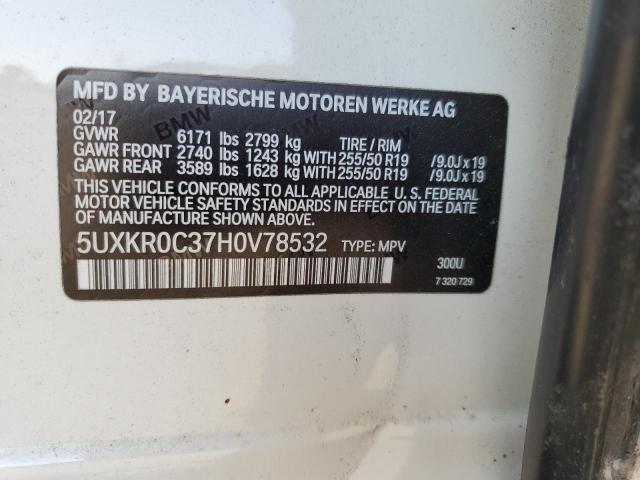 MFD BY BAYERISCHE MOTOREN WERKE AG
02/17
GVWR 6171 lbs 2799 kg TIRE / RIM
GAWR FRONT 2740 lbs 1243 kg WITH 255/50 R19 /9.0J x 19
GAWR REAR 3589 lbs 1628 kg WITH 255/50 R19 /9.0J x 19
THIS VEHICLE CONFORMS TO ALL APPLICABLE U. S. FEDERAL
MOTOR VEHICLE SAFETY STANDARDS IN EFFECT ON THE DATE OF
MANUFACTURE SHOWN ABOVE.
5UXKR0C37H0V78532 TYPE: MPV
300U
7 320 729